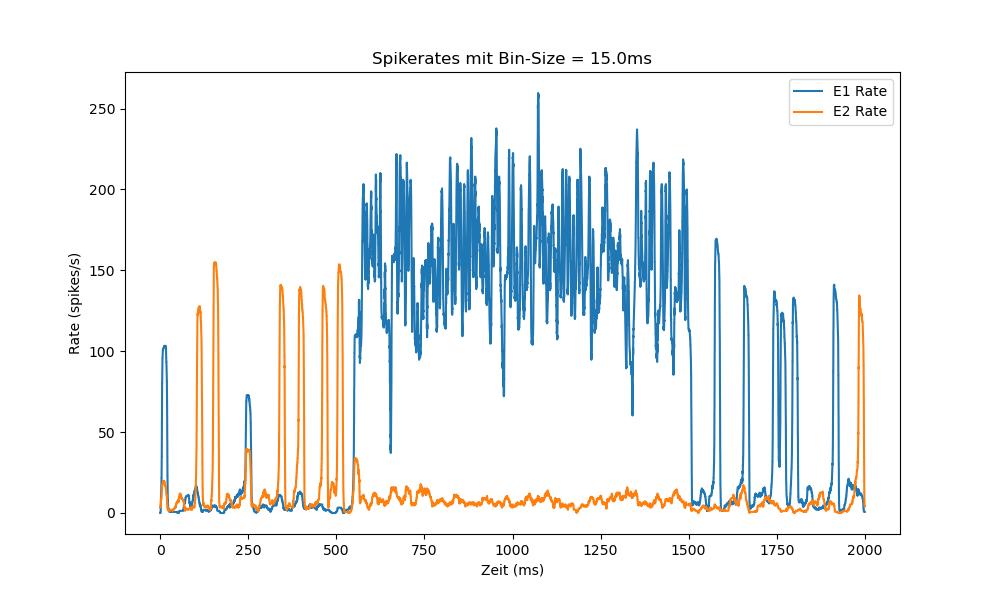 Spikerates mit Bin-Size = 15.0ms
E1 Rate
E2 Rate
250
200
150
100
50
0
Rate (spikes/s)
0 250 500 750 1000 1250 1500 1750 2000
Zeit (ms)